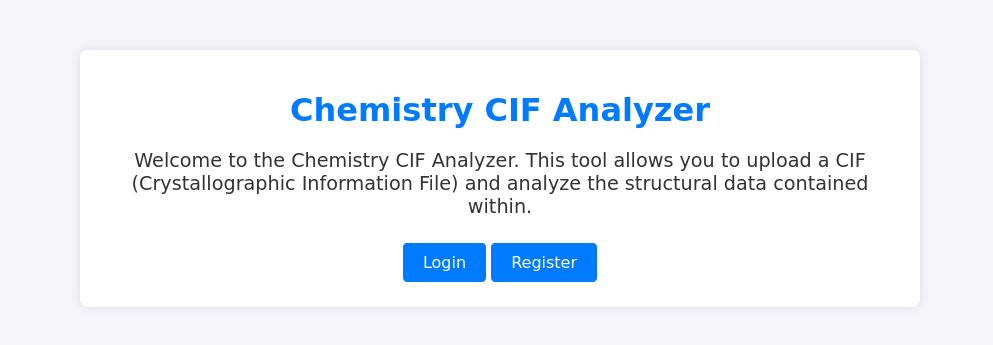 Chemistry CIF Analyzer
Welcome to the Chemistry CIF Analyzer. This tool allows you to upload a CIF
(Crystallographic Information File) and analyze the structural data contained
within.
Login Register